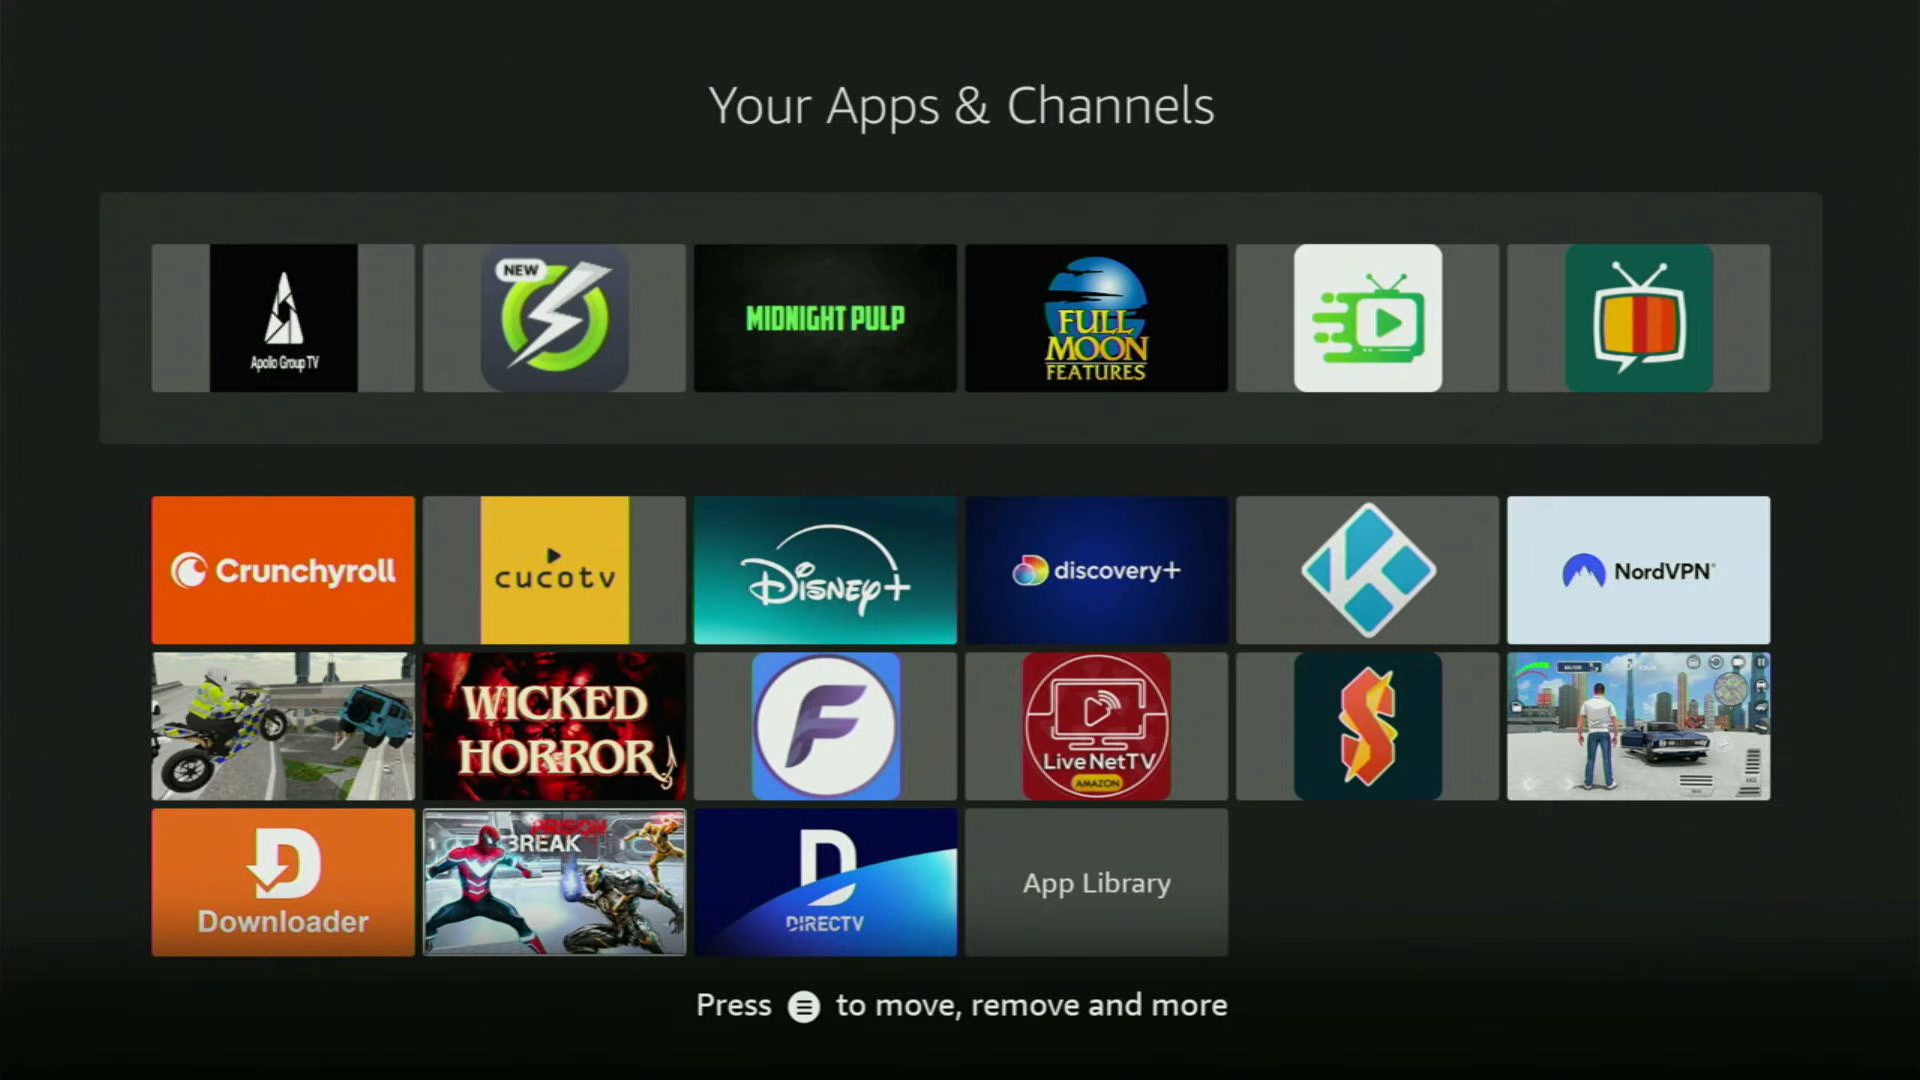 Your Apps & Channels
Apollo Group TV
NEW
MIDNIGHT PULP
FULL
MOON
FEATURES
Crunchyroll
cucotv
Disney+
discovery+
NordVPN®
WICKED
HORROR
F
Live NetTV
AMAZON
S
D
Downloader
PRISON
BREAK
D
DIRECTV
App Library
Press to move, remove and more